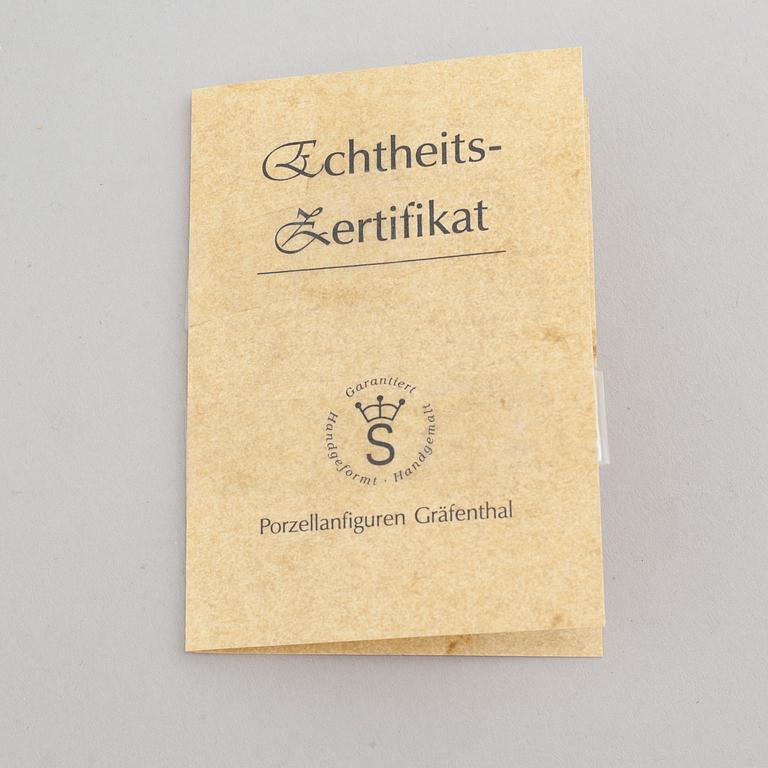 Echtheits-
Zertifikat
Garantiert
Handgeformt · Handgemalt
S
Porzellanfiguren Gräfenthal